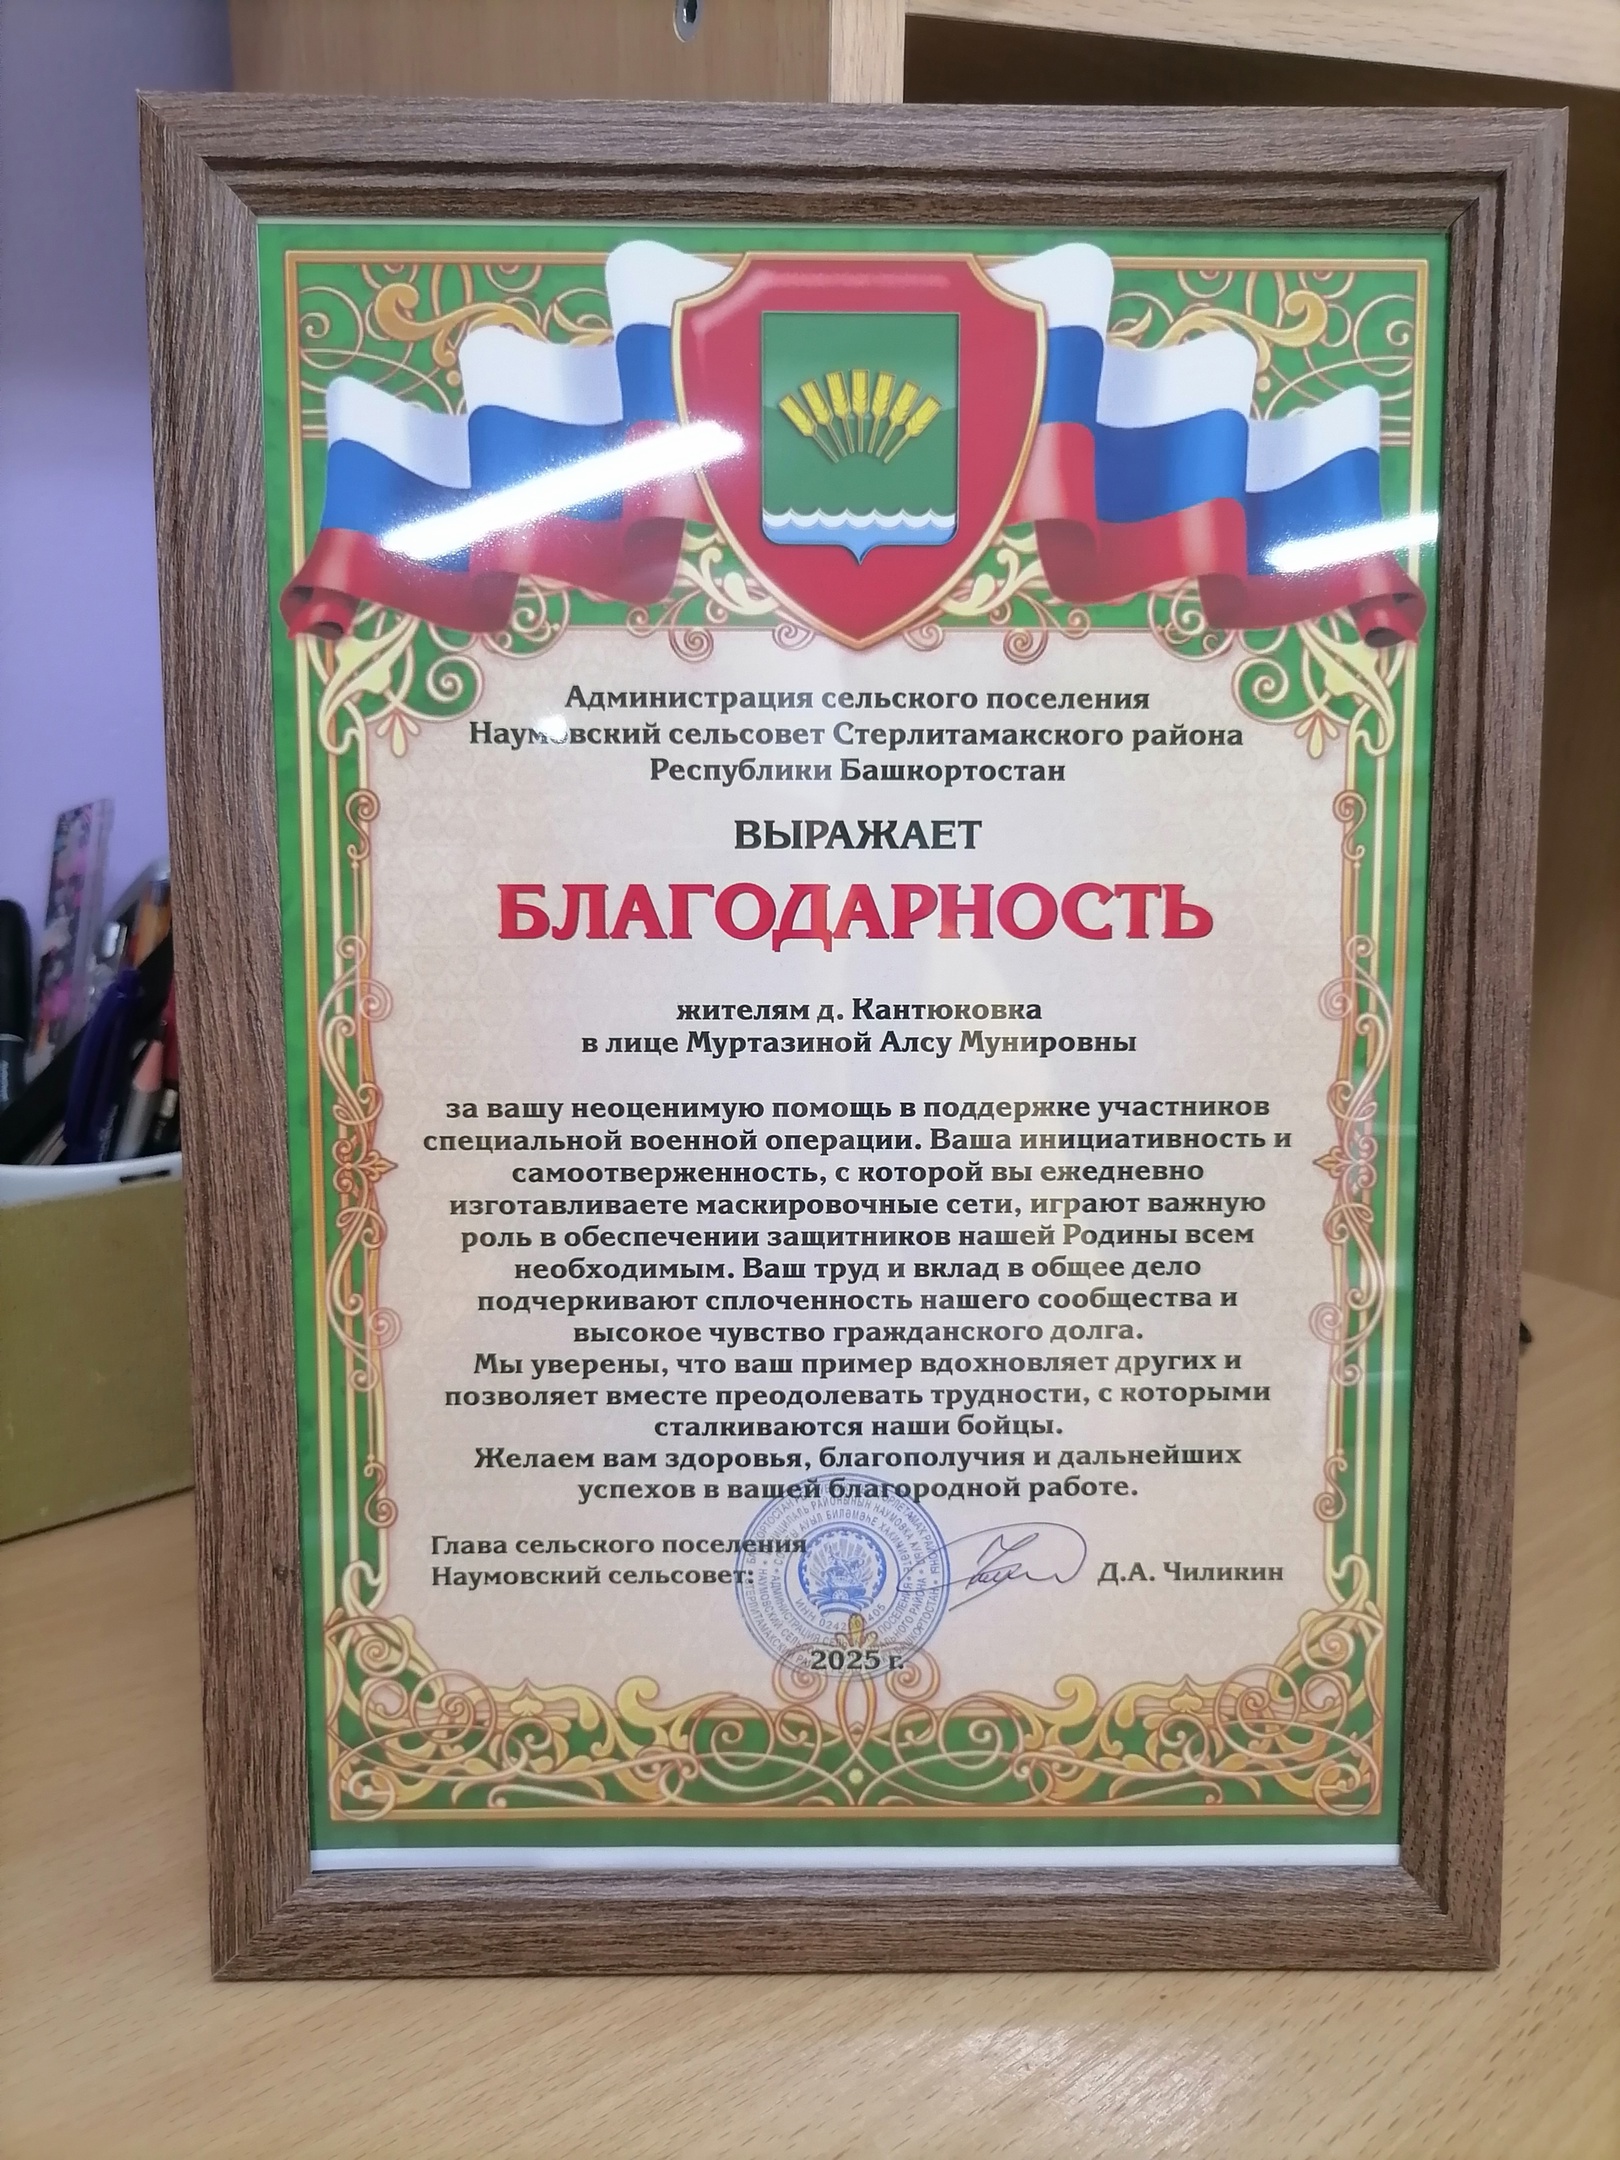 Администрация сельского поселения
Наумовский сельсовет Стерлитамакского района
Республики Башкортостан
ВЫРАЖАЕТ
БЛАГОДАРНОСТЬ
жителям д. Кантюковка
в лице Муртазиной Алсу Мунировны
за вашу неоценимую помощь в поддержке участников
специальной военной операции. Ваша инициативность и
самоотверженность, с которой вы ежедневно
изготавливаете маскировочные сети, играют важную
роль в обеспечении защитников нашей Родины всем
необходимым. Ваш труд и вклад в общее дело
подчеркивают сплоченность нашего сообщества и
высокое чувство гражданского долга.
Мы уверены, что ваш пример вдохновляет других и
позволяет вместе преодолевать трудности, с которыми
сталкиваются наши бойцы.
Желаем вам здоровья, благополучия и дальнейших
успехов в вашей благородной работе.
Глава сельского поселения
Наумовский сельсовет:
Д.А. Чиликин
2025 г.